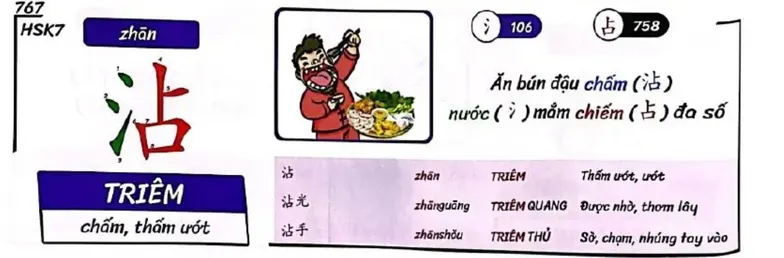 767
HSK7
zhān
TRIÊM
chấm, thấm ướt
氵 106
占 758
Ăn bún đậu chấm (沾)
nước (氵) mắm chiếm (占) đa số
沾 zhān TRIÊM Thấm ướt, ướt
沾光 zhānguāng TRIÊM QUANG Được nhờ, thơm lây
沾手 zhānshǒu TRIÊM THỦ Sờ, chạm, nhúng tay vào
沾